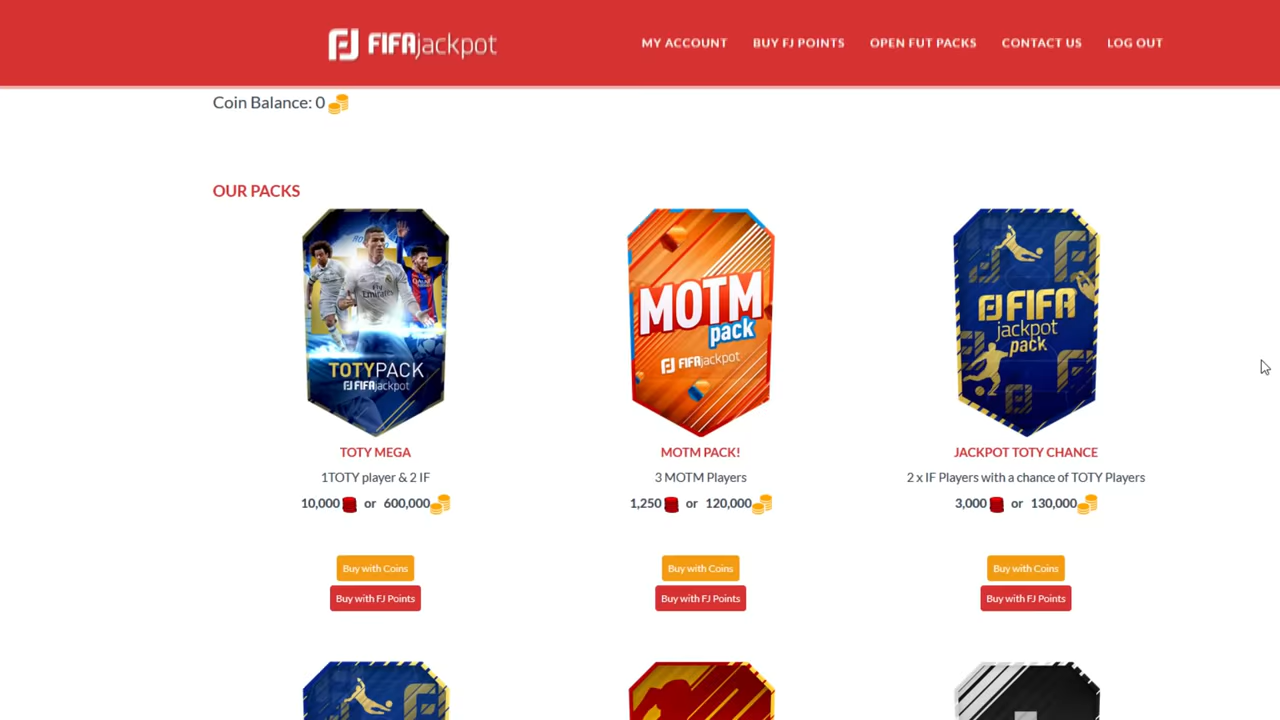 FIFAjackpot
MY ACCOUNT BUY FJ POINTS OPEN FUT PACKS CONTACT US LOG OUT
Coin Balance: 0
OUR PACKS
TOTYPACK
FIFAjackpot
MOTM
pack
FIFAjackpot
FIFA
jackpot
pack
TOTY MEGA
1TOTY player & 2 IF
10,000 or 600,000
Buy with Coins
Buy with FJ Points
MOTM PACK!
3 MOTM Players
1,250 or 120,000
Buy with Coins
Buy with FJ Points
JACKPOT TOTY CHANCE
2 x IF Players with a chance of TOTY Players
3,000 or 130,000
Buy with Coins
Buy with FJ Points